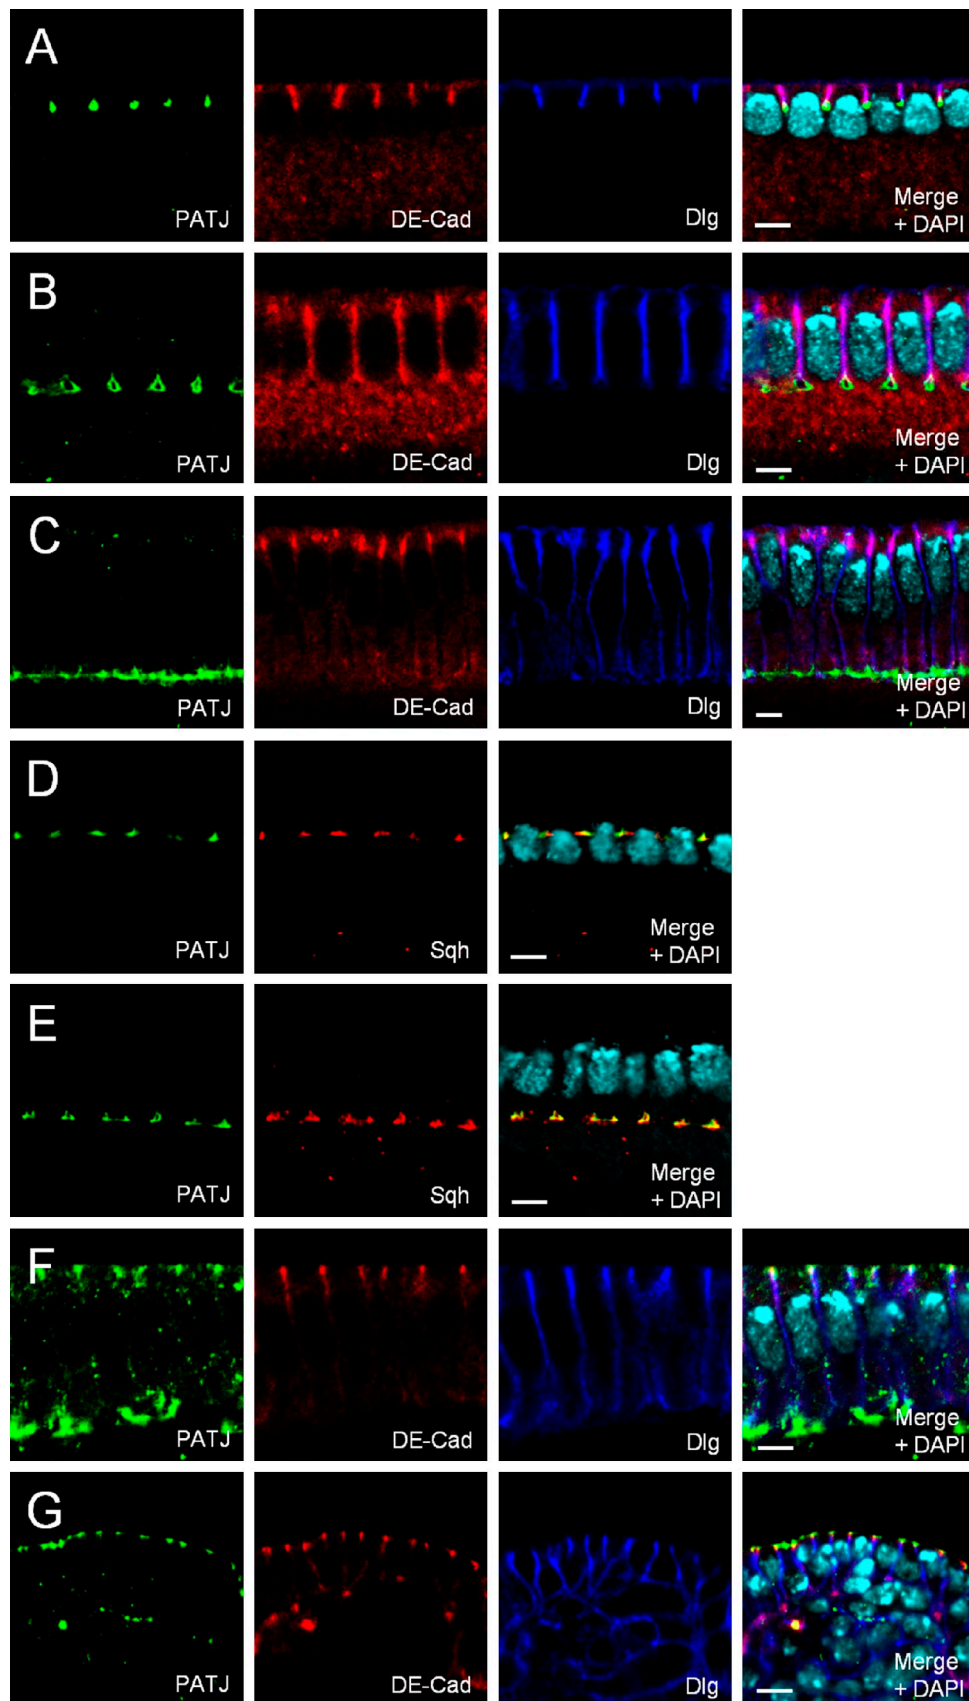 A
PATJ
DE-Cad
Dlg
Merge
+ DAPI
B
PATJ
DE-Cad
Dlg
Merge
+ DAPI
C
PATJ
DE-Cad
Dlg
Merge
+ DAPI
D
PATJ
Sqh
Merge
+ DAPI
E
PATJ
Sqh
Merge
+ DAPI
F
PATJ
DE-Cad
Dlg
Merge
+ DAPI
G
PATJ
DE-Cad
Dlg
Merge
+ DAPI